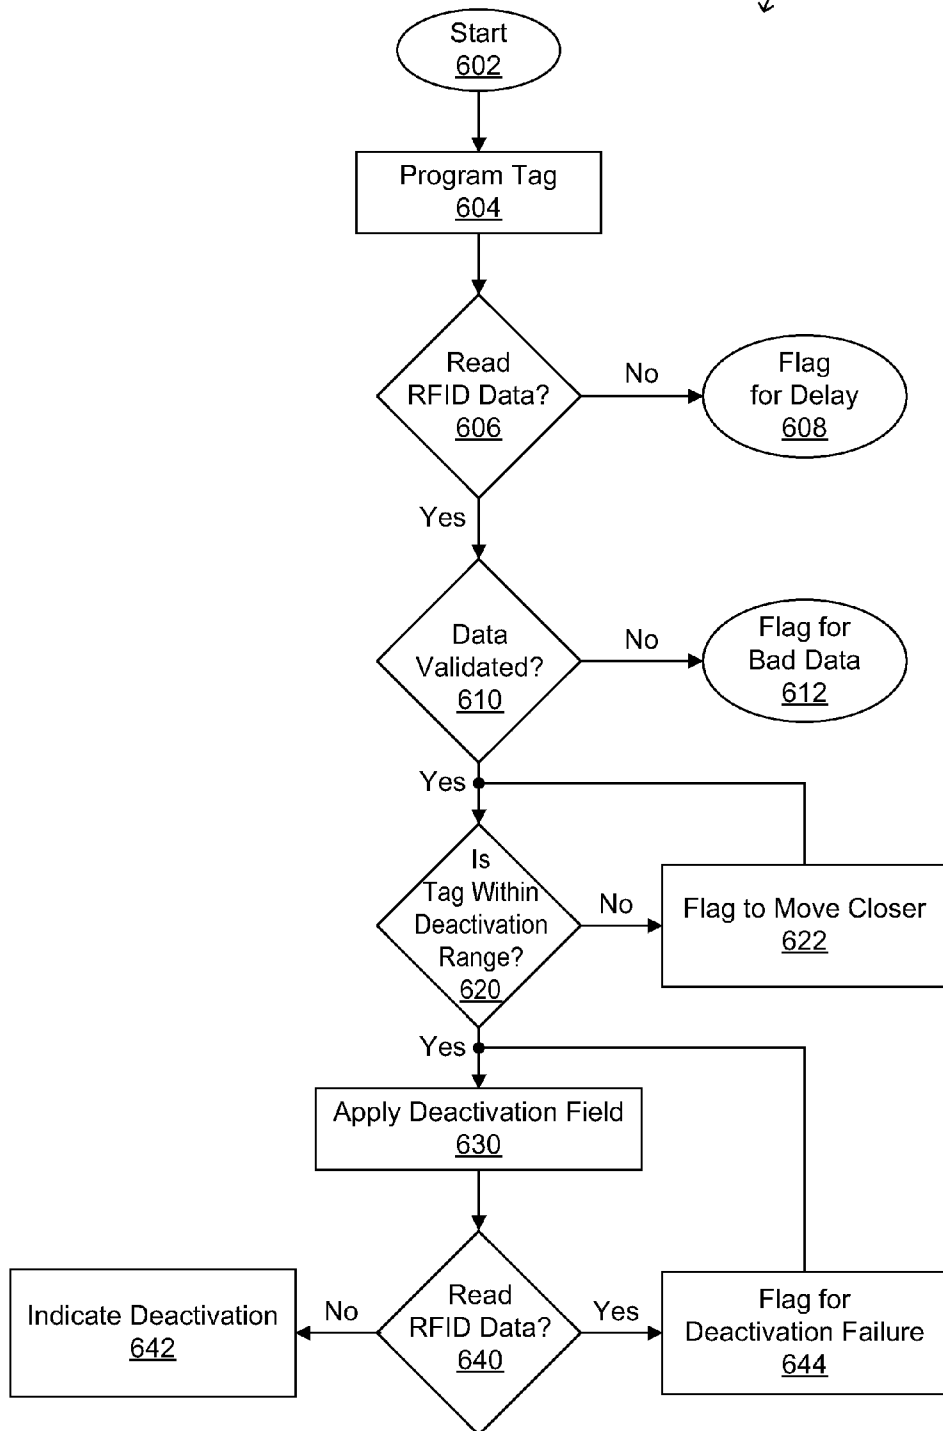 Start
602
Program Tag
604
Read
RFID Data?
606
No
Flag
for Delay
608
Yes
Data
Validated?
610
No
Flag for
Bad Data
612
Yes
Is
Tag Within
Deactivation
Range?
620
No
Flag to Move Closer
622
Yes
Apply Deactivation Field
630
Indicate Deactivation
642
No
Read
RFID Data?
640
Yes
Flag for
Deactivation Failure
644